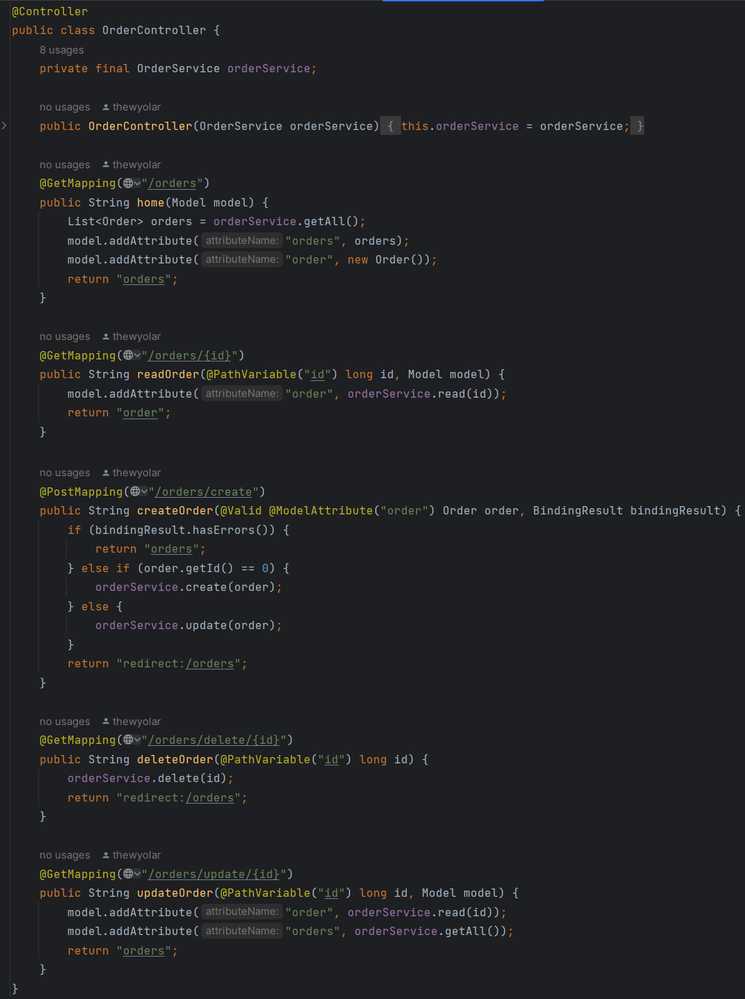 @Controller
public class OrderController {
8 usages
private final OrderService orderService;
no usages thewyolar
public OrderController(OrderService orderService) { this.orderService = orderService; }
no usages thewyolar
@GetMapping("/orders")
public String home(Model model) {
List<Order> orders = orderService.getAll();
model.addAttribute( attributeName: "orders", orders);
model.addAttribute( attributeName: "order", new Order());
return "orders";
}
no usages thewyolar
@GetMapping("/orders/{id}")
public String readOrder(@PathVariable("id") long id, Model model) {
model.addAttribute( attributeName: "order", orderService.read(id));
return "order";
}
no usages thewyolar
@PostMapping("/orders/create")
public String createOrder(@Valid @ModelAttribute("order") Order order, BindingResult bindingResult) {
if (bindingResult.hasErrors()) {
return "orders";
} else if (order.getId() == 0) {
orderService.create(order);
} else {
orderService.update(order);
}
return "redirect:/orders";
}
no usages thewyolar
@GetMapping("/orders/delete/{id}")
public String deleteOrder(@PathVariable("id") long id) {
orderService.delete(id);
return "redirect:/orders";
}
no usages thewyolar
@GetMapping("/orders/update/{id}")
public String updateOrder(@PathVariable("id") long id, Model model) {
model.addAttribute( attributeName: "order", orderService.read(id));
model.addAttribute( attributeName: "orders", orderService.getAll());
return "orders";
}
}